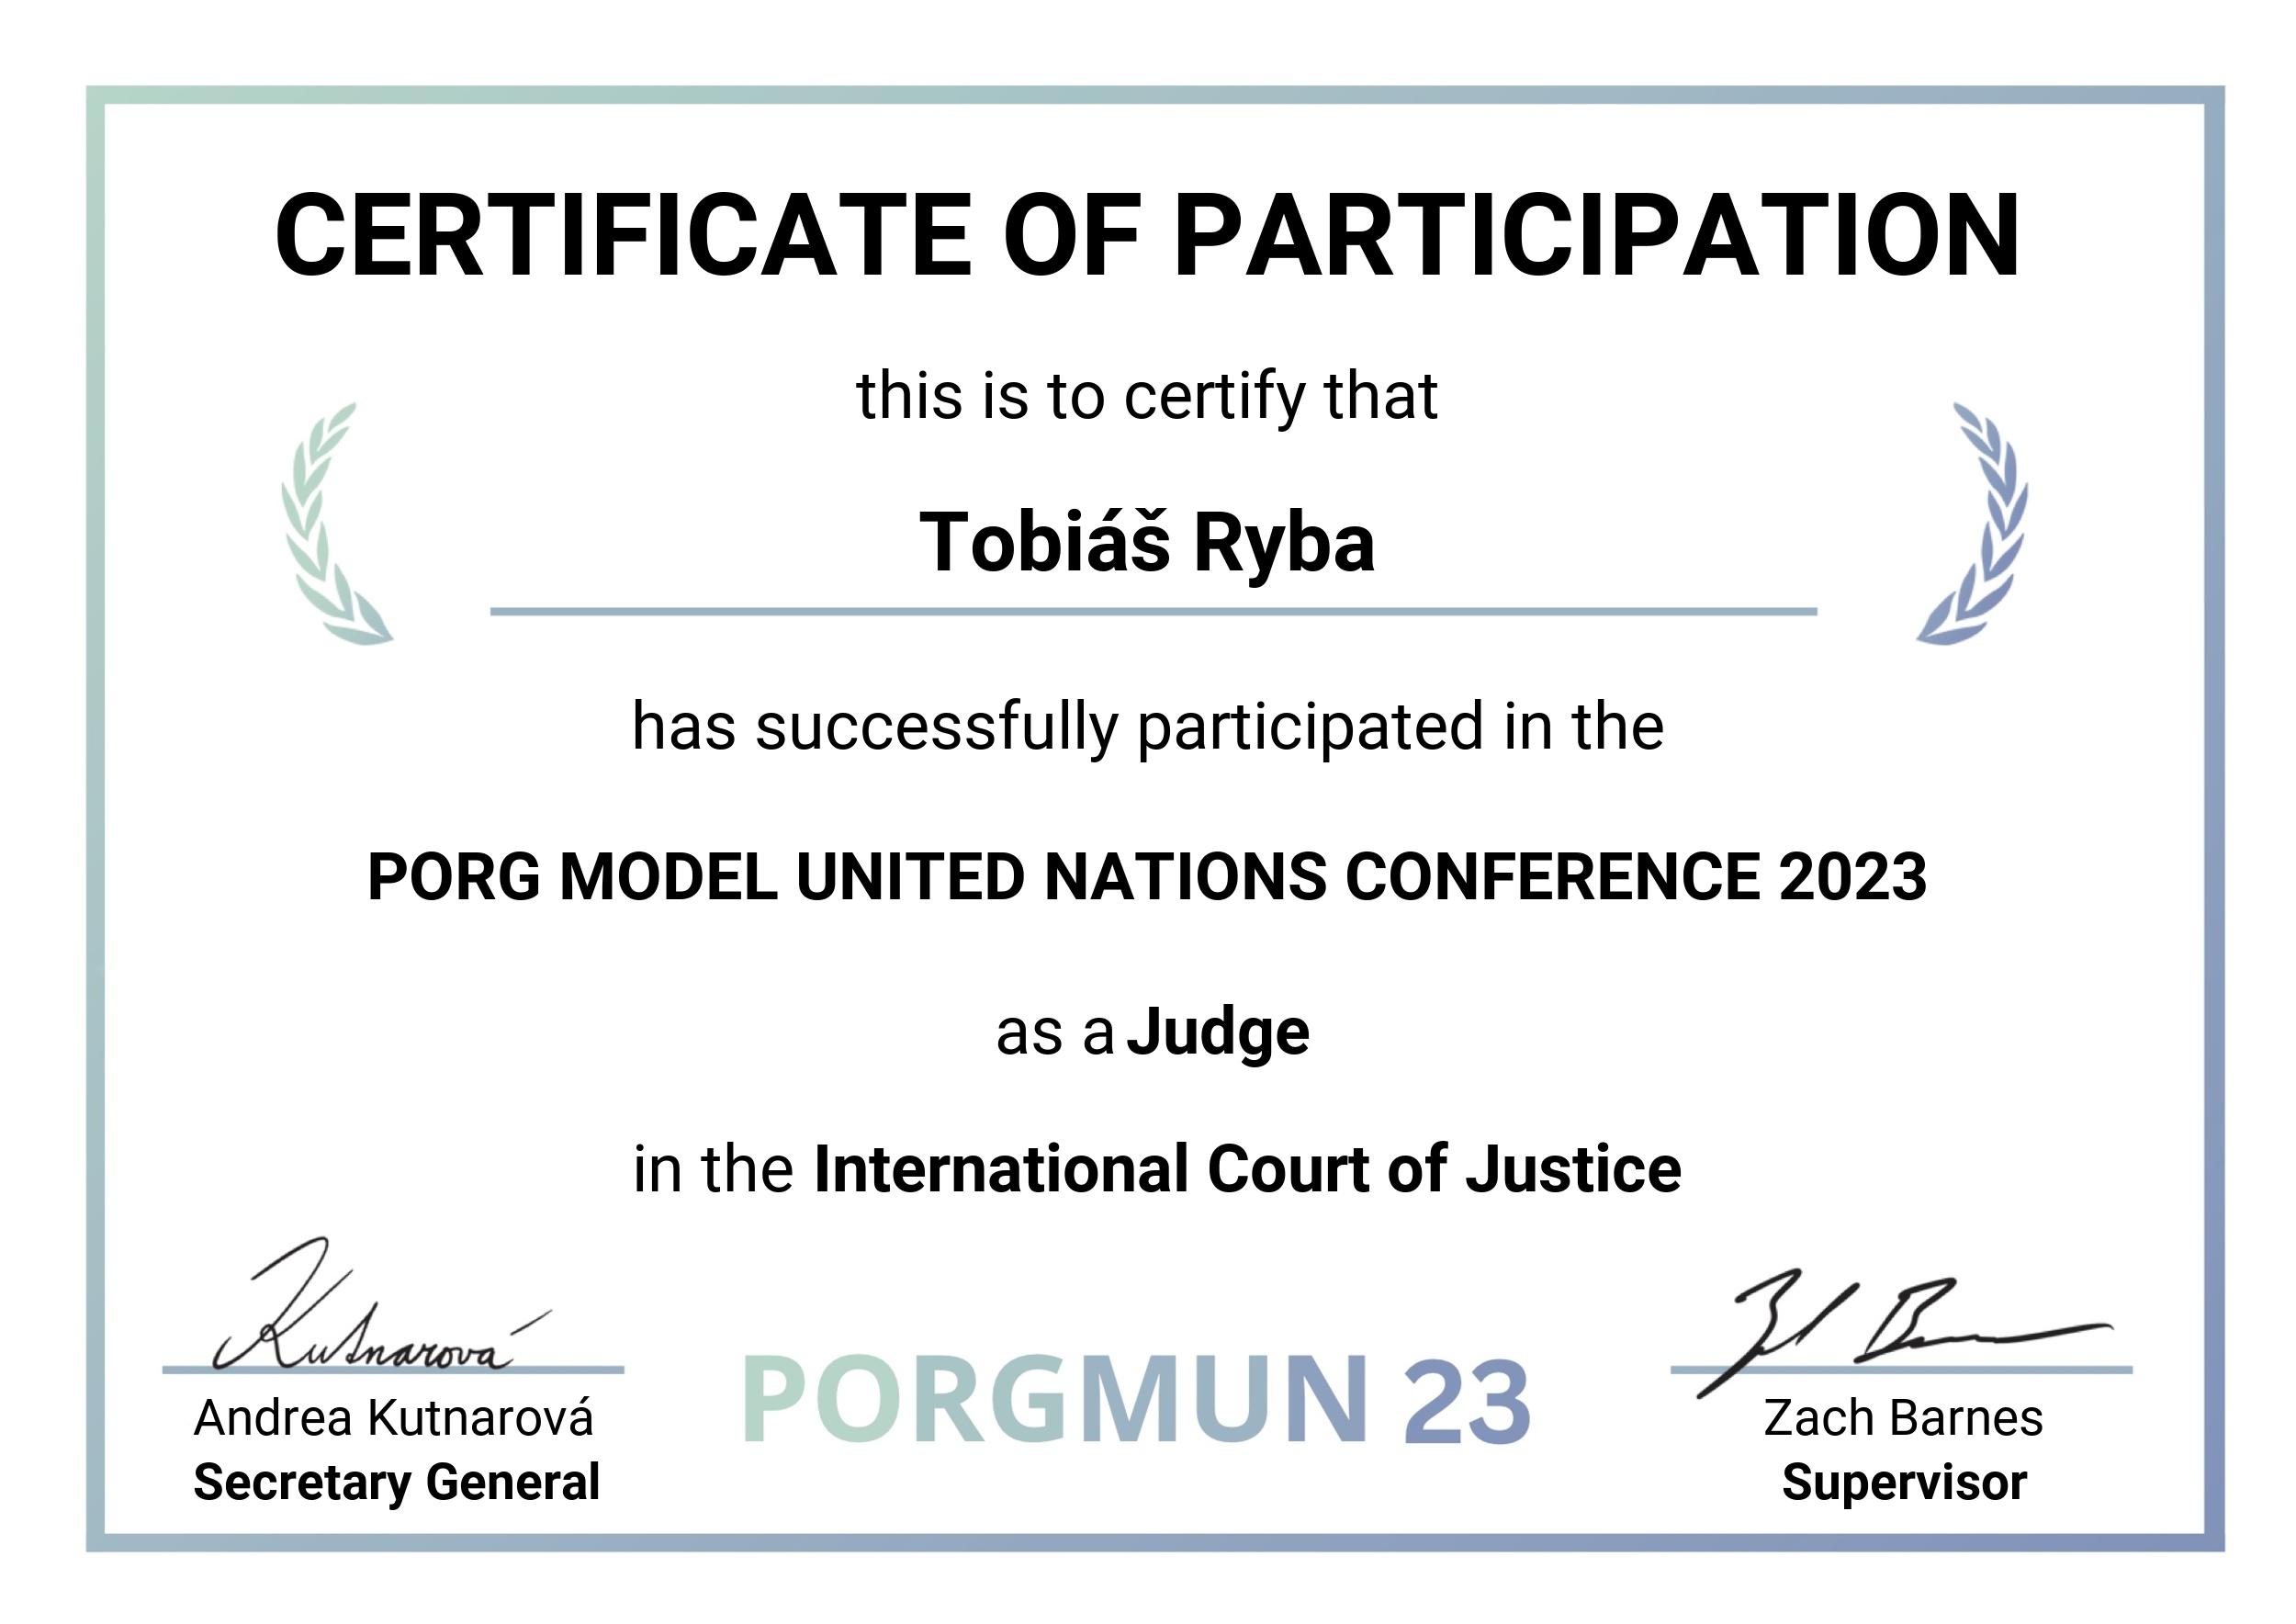 CERTIFICATE OF PARTICIPATION
this is to certify that
Tobiáš Ryba
has successfully participated in the
PORG MODEL UNITED NATIONS CONFERENCE 2023
as a Judge
in the International Court of Justice
Kutnarová
Andrea Kutnarová
Secretary General
PORGMUN 23
Zach Barnes
Supervisor